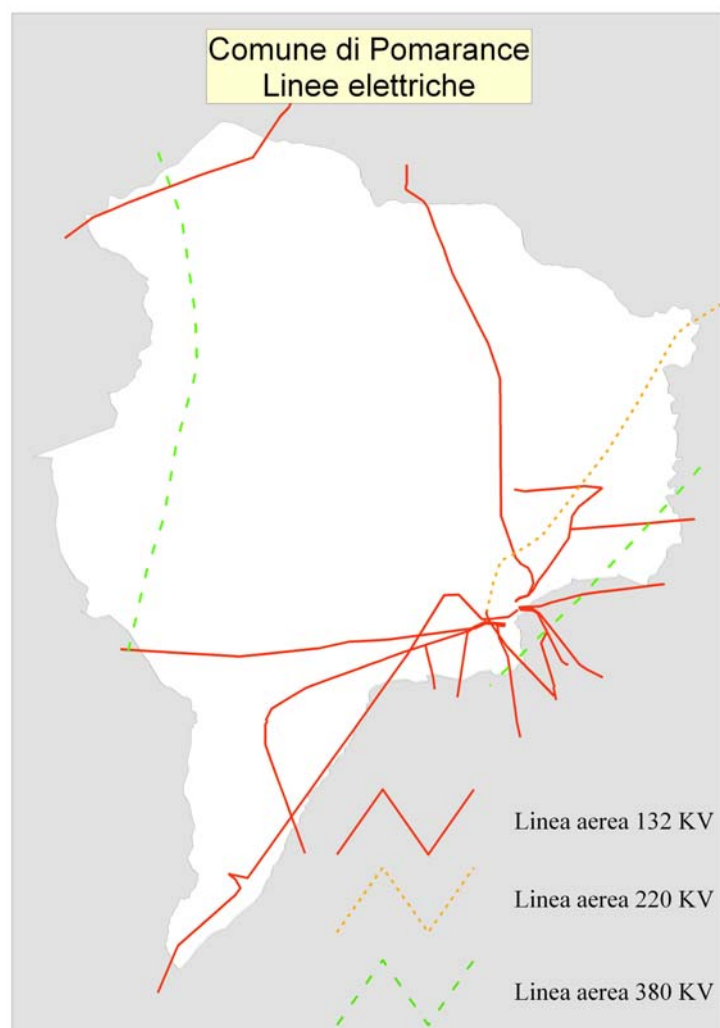 Comune di Pomarance
Linee elettriche
Linea aerea 132 KV
Linea aerea 220 KV
Linea aerea 380 KV